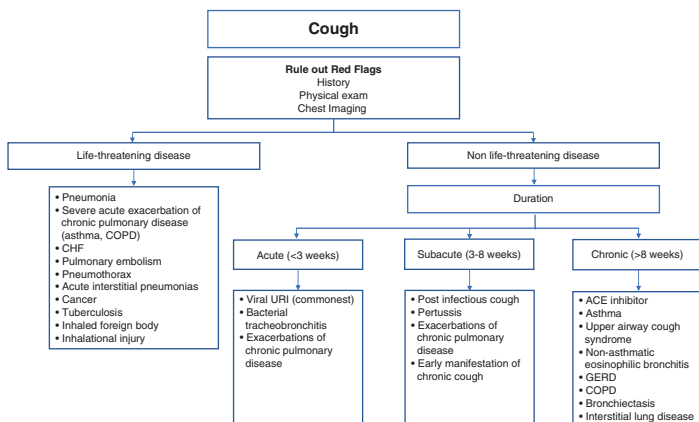 Cough
Rule out Red Flags
History
Physical exam
Chest Imaging
Life-threatening disease
Non life-threatening disease
• Pneumonia
• Severe acute exacerbation of
chronic pulmonary disease
(asthma, COPD)
• CHF
• Pulmonary embolism
• Pneumothorax
• Acute interstitial pneumonias
• Cancer
• Tuberculosis
• Inhaled foreign body
• Inhalational injury
Duration
Acute (<3 weeks)
Subacute (3-8 weeks)
Chronic (>8 weeks)
• Viral URI (commonest)
• Bacterial
tracheobronchitis
• Exacerbations of
chronic pulmonary
disease
• Post infectious cough
• Pertussis
• Exacerbations of
chronic pulmonary
disease
• Early manifestation of
chronic cough
• ACE inhibitor
• Asthma
• Upper airway cough
syndrome
• Non-asthmatic
eosinophilic bronchitis
• GERD
• COPD
• Bronchiectasis
• Interstitial lung disease